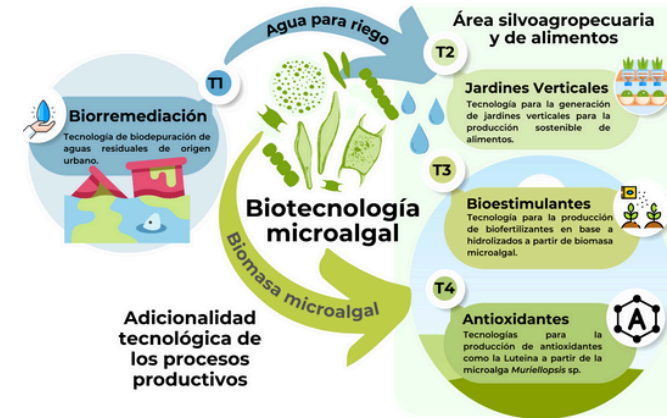 Agua para riego
T1
Biorremediación
Tecnología de biodepuración de
aguas residuales de origen
urbano.
Biotecnología
microalgal
Biomasa microalgal
Adicionalidad
tecnológica de
los procesos
productivos
Área silvoagropecuaria
y de alimentos
T2
Jardines Verticales
Tecnología para la generación
de jardines verticales para la
producción sostenible de
alimentos.
T3
Bioestimulantes
Tecnología para la producción
de biofertilizantes en base a
hidrolizados a partir de biomasa
microalgal.
T4
Antioxidantes
Tecnologías para la
producción de antioxidantes
como la Luteina a partir de la
microalga Muriellopsis sp.
A